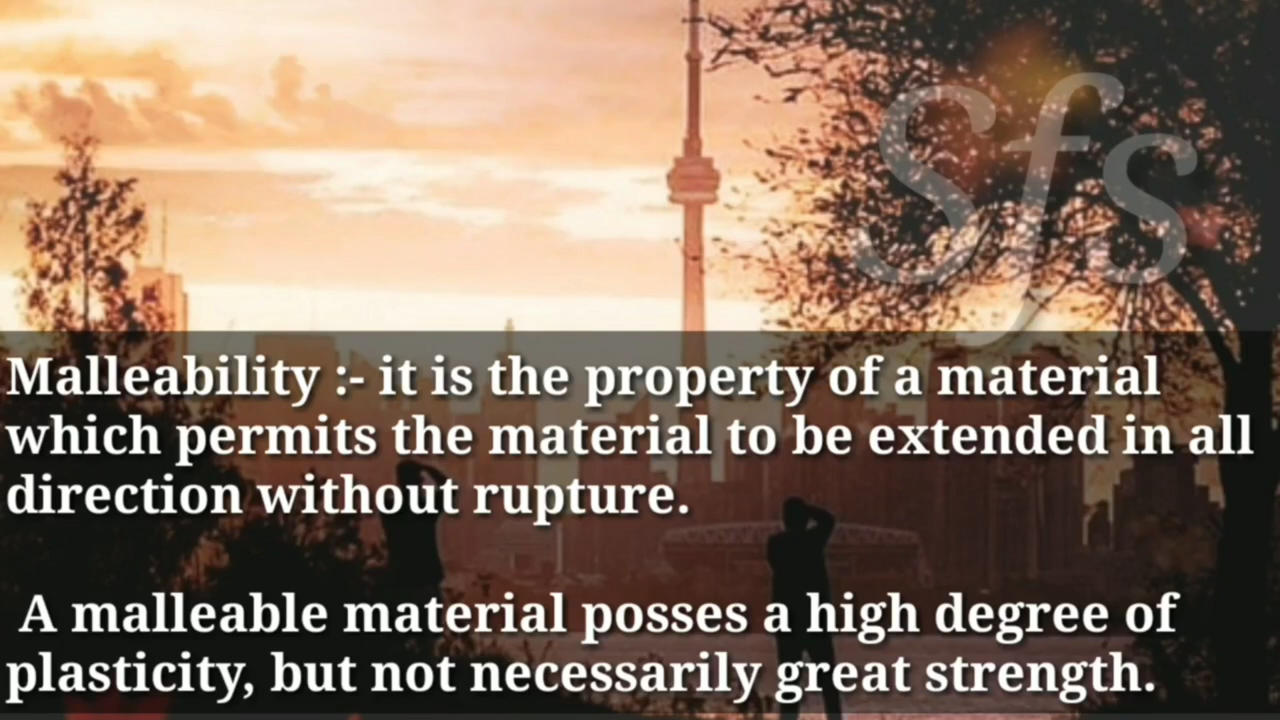 Sfs
Malleability :- it is the property of a material
which permits the material to be extended in all
direction without rupture.
A malleable material posses a high degree of
plasticity, but not necessarily great strength.